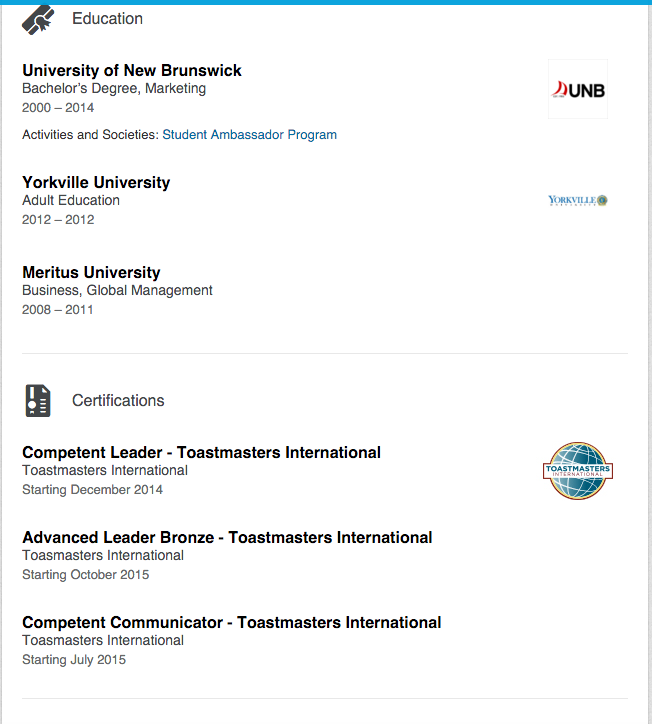 Education
University of New Brunswick
Bachelor's Degree, Marketing
2000 – 2014
Activities and Societies: Student Ambassador Program
UNB
Yorkville University
Adult Education
2012 – 2012
YORKVILLE
Meritus University
Business, Global Management
2008 – 2011
Certifications
Competent Leader - Toastmasters International
Toastmasters International
Starting December 2014
TOASTMASTERS
INTERNATIONAL
Advanced Leader Bronze - Toastmasters International
Toasmasters International
Starting October 2015
Competent Communicator - Toastmasters International
Toasmasters International
Starting July 2015